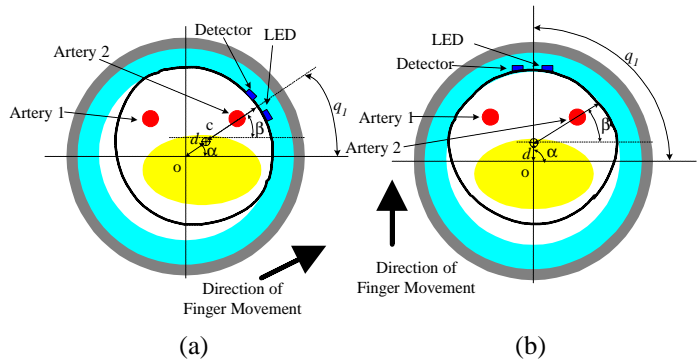 Detector
LED
Artery 2
Artery 1
q1
c
β
d
α
o
Direction of
Finger Movement
(a)
LED
Detector
q1
Artery 1
Artery 2
β
d
α
o
Direction of
Finger Movement
(b)